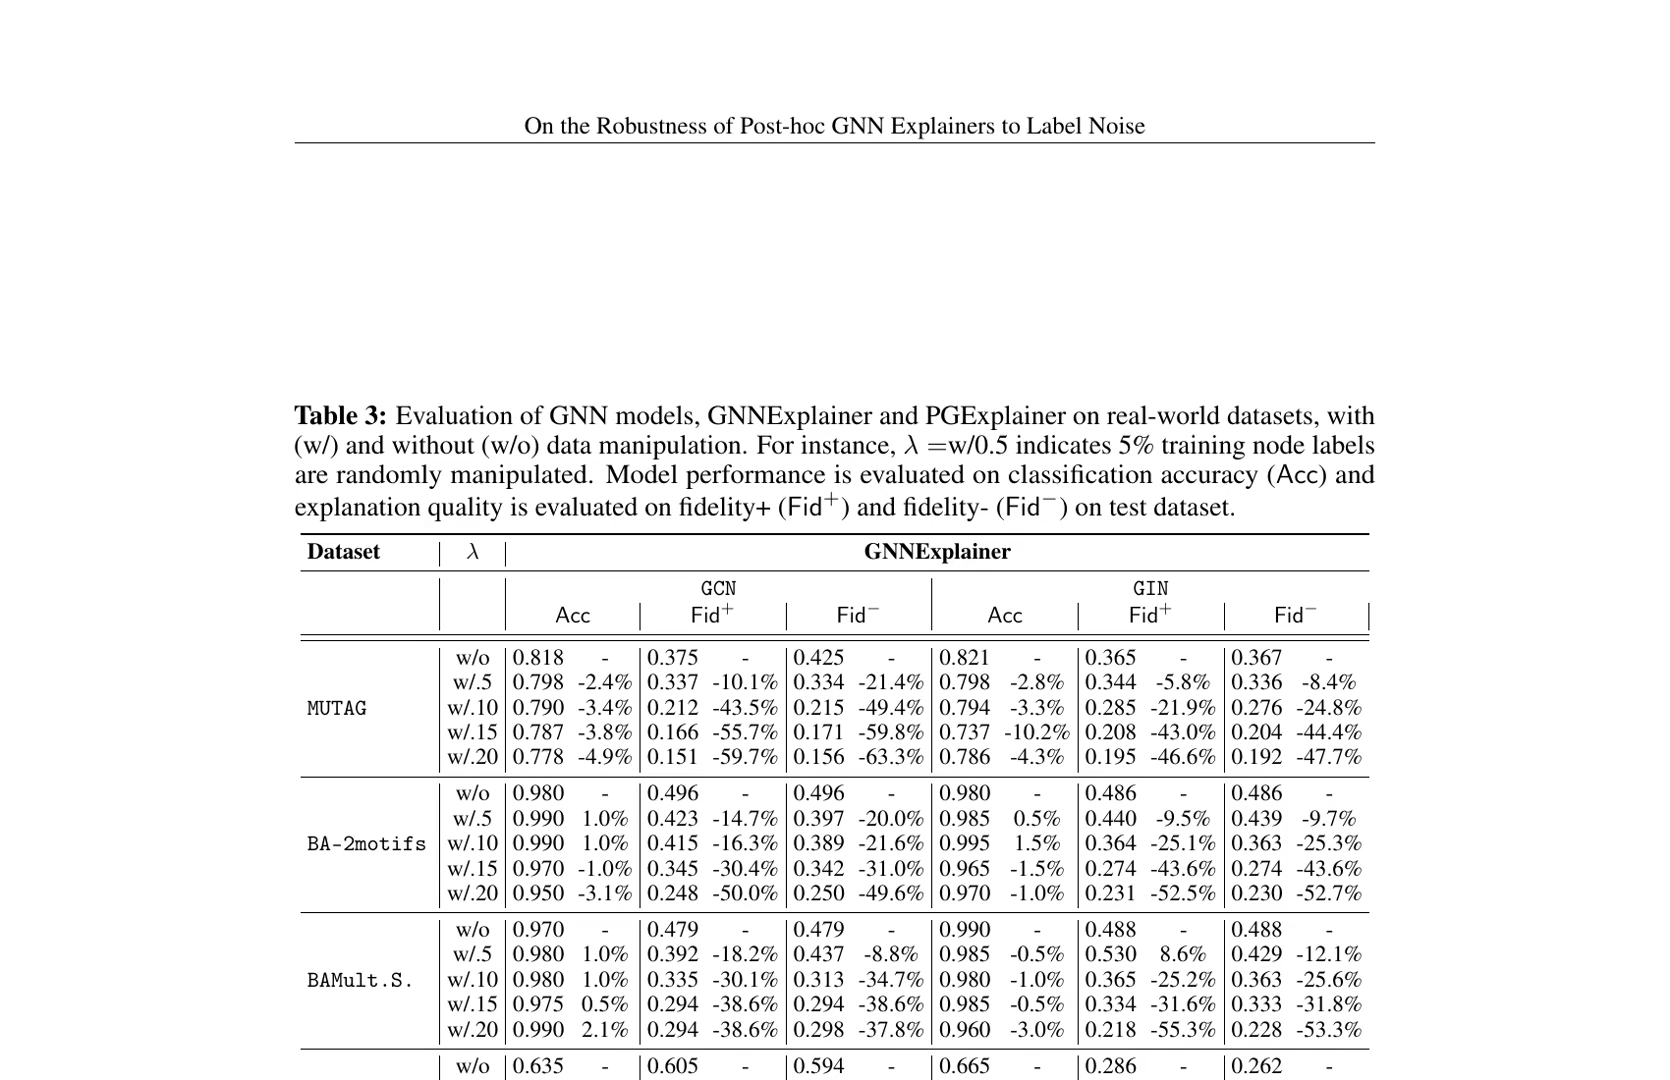 On the Robustness of Post-hoc GNN Explainers to Label Noise
Table 3: Evaluation of GNN models, GNNExplainer and PGExplainer on real-world datasets, with
(w/) and without (w/o) data manipulation. For instance, λ =w/0.5 indicates 5% training node labels
are randomly manipulated. Model performance is evaluated on classification accuracy (Acc) and
explanation quality is evaluated on fidelity+ (Fid⁺) and fidelity- (Fid⁻) on test dataset.
Dataset λ GNNExplainer
GCN GIN
Acc Fid⁺ Fid⁻ Acc Fid⁺ Fid⁻
w/o 0.818 - 0.375 - 0.425 - 0.821 - 0.365 - 0.367 -
w/.5 0.798 -2.4% 0.337 -10.1% 0.334 -21.4% 0.798 -2.8% 0.344 -5.8% 0.336 -8.4%
MUTAG w/.10 0.790 -3.4% 0.212 -43.5% 0.215 -49.4% 0.794 -3.3% 0.285 -21.9% 0.276 -24.8%
w/.15 0.787 -3.8% 0.166 -55.7% 0.171 -59.8% 0.737 -10.2% 0.208 -43.0% 0.204 -44.4%
w/.20 0.778 -4.9% 0.151 -59.7% 0.156 -63.3% 0.786 -4.3% 0.195 -46.6% 0.192 -47.7%
w/o 0.980 - 0.496 - 0.496 - 0.980 - 0.486 - 0.486 -
w/.5 0.990 1.0% 0.423 -14.7% 0.397 -20.0% 0.985 0.5% 0.440 -9.5% 0.439 -9.7%
BA-2motifs w/.10 0.990 1.0% 0.415 -16.3% 0.389 -21.6% 0.995 1.5% 0.364 -25.1% 0.363 -25.3%
w/.15 0.970 -1.0% 0.345 -30.4% 0.342 -31.0% 0.965 -1.5% 0.274 -43.6% 0.274 -43.6%
w/.20 0.950 -3.1% 0.248 -50.0% 0.250 -49.6% 0.970 -1.0% 0.231 -52.5% 0.230 -52.7%
w/o 0.970 - 0.479 - 0.479 - 0.990 - 0.488 - 0.488 -
w/.5 0.980 1.0% 0.392 -18.2% 0.437 -8.8% 0.985 -0.5% 0.530 8.6% 0.429 -12.1%
BAMult.S. w/.10 0.980 1.0% 0.335 -30.1% 0.313 -34.7% 0.980 -1.0% 0.365 -25.2% 0.363 -25.6%
w/.15 0.975 0.5% 0.294 -38.6% 0.294 -38.6% 0.985 -0.5% 0.334 -31.6% 0.333 -31.8%
w/.20 0.990 2.1% 0.294 -38.6% 0.298 -37.8% 0.960 -3.0% 0.218 -55.3% 0.228 -53.3%
w/o 0.635 - 0.605 - 0.594 - 0.665 - 0.286 - 0.262 -